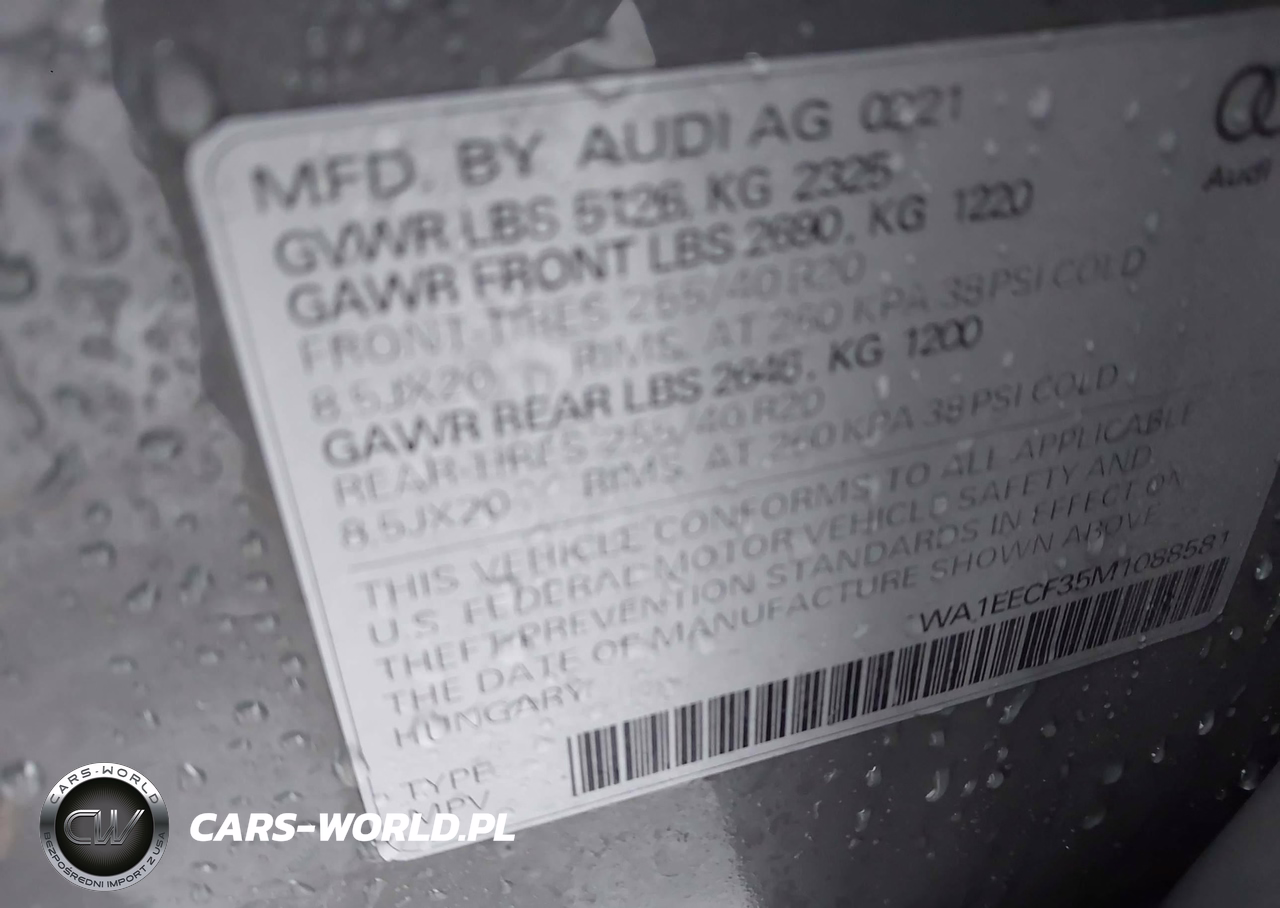 MFD. BY AUDI AG 0221
Audi
GVWR LBS 5126, KG 2325
GAWR FRONT LBS 2690, KG 1220
FRONT-TIRES 255/40 R20
8.5JX20 RIMS, AT 260 KPA 38 PSI COLD
GAWR REAR LBS 2646, KG 1200
REAR-TIRES 255/40 R20
8.5JX20 RIMS, AT 260 KPA 38 PSI COLD
THIS VEHICLE CONFORMS TO ALL APPLICABLE
U.S. FEDERAL MOTOR VEHICLE SAFETY AND
THEFT PREVENTION STANDARDS IN EFFECT ON
THE DATE OF MANUFACTURE SHOWN ABOVE
HUNGARY
WA1EECF35M1088581
TYPE
MPV
CARS-WORLD
CW
BEZPOŚREDNI IMPORT Z USA
CARS-WORLD.PL